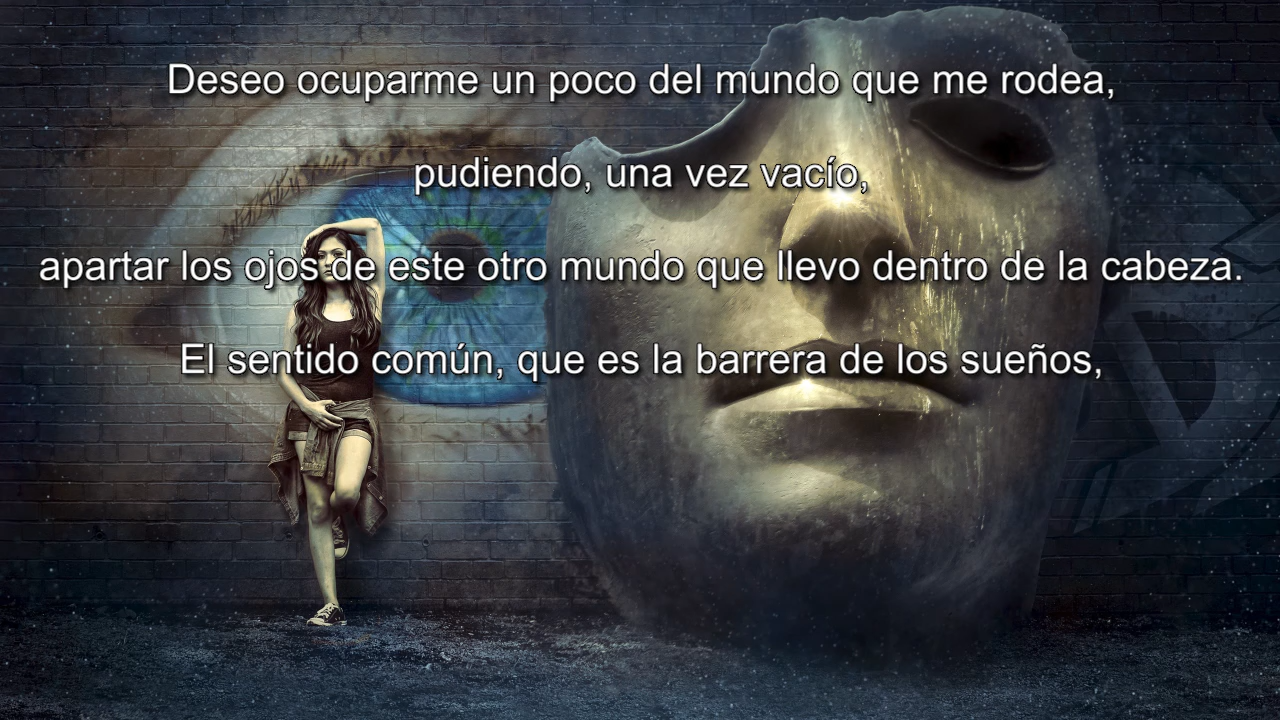 Deseo ocuparme un poco del mundo que me rodea,
pudiendo, una vez vacío,
apartar los ojos de este otro mundo que llevo dentro de la cabeza.
El sentido común, que es la barrera de los sueños,